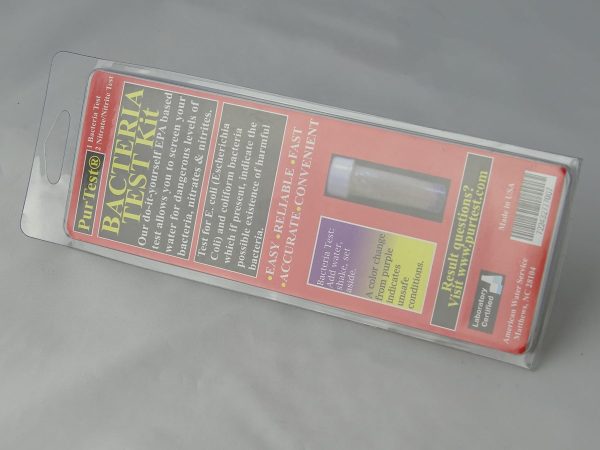 PurTest®
1 Bacteria Test
2 Nitrate/Nitrite Test
BACTERIA
TEST Kit
Our do-it-yourself EPA based
test allows you to screen your
water for dangerous levels of
bacteria, nitrates & nitrites.
Test for E. coli (Escherichia
Coli) and coliform bacteria
which if present, indicate the
possible existence of harmful
bacteria.
•EASY •RELIABLE •FAST
•ACCURATE•CONVENIENT
Bacteria Test:
Add water,
shake, set
aside.
A color change
from purple
indicates
unsafe
conditions.
Result questions?
Visit www.purtest.com
Laboratory
Certified
Made in USA
American Water Service
Matthews, NC 28104